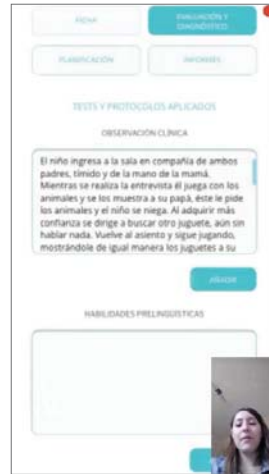 FICHA
EVALUACIÓN Y
DIAGNÓSTICO
PLANIFICACIÓN
INFORMES
TESTS Y PROTOCOLOS APLICADOS
OBSERVACIÓN CLÍNICA
El niño ingresa a la sala en compañía de ambos
padres, tímido y de la mano de la mamá.
Mientras se realiza la entrevista él juega con los
animales y se los muestra a su papá, éste le pide
los animales y el niño se niega. Al adquirir más
confianza se dirige a buscar otro juguete, aún sin
hablar nada. Vuelve al asiento y sigue jugando,
mostrándole de igual manera los juguetes a su
AÑADIR
HABILIDADES PRELINGÜÍSTICAS